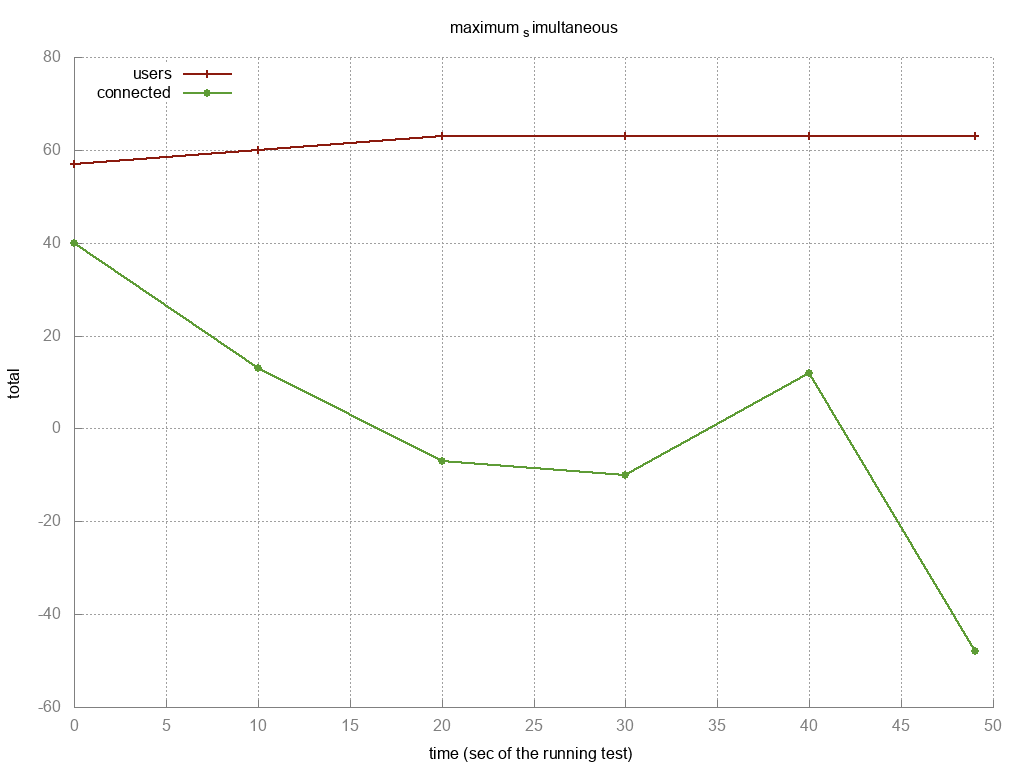 maximum simultaneous
users
connected
80
60
40
20
0
-20
-40
-60
total
0 5 10 15 20 25 30 35 40 45 50
time (sec of the running test)